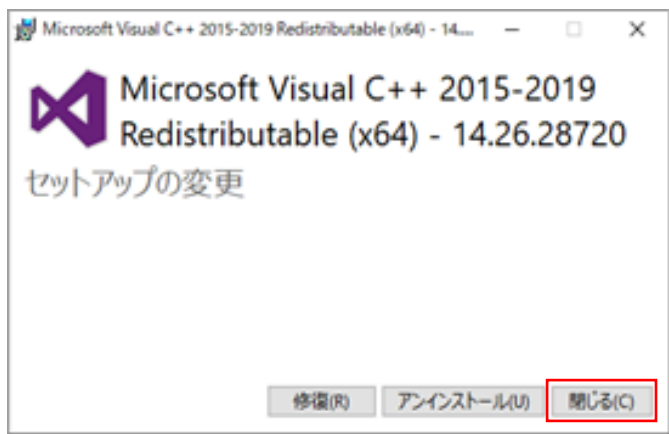 Microsoft Visual C++ 2015-2019 Redistributable (x64) - 14....
Microsoft Visual C++ 2015-2019
Redistributable (x64) - 14.26.28720
セットアップの変更
修復(R) アンインストール(U) 閉じる(C)